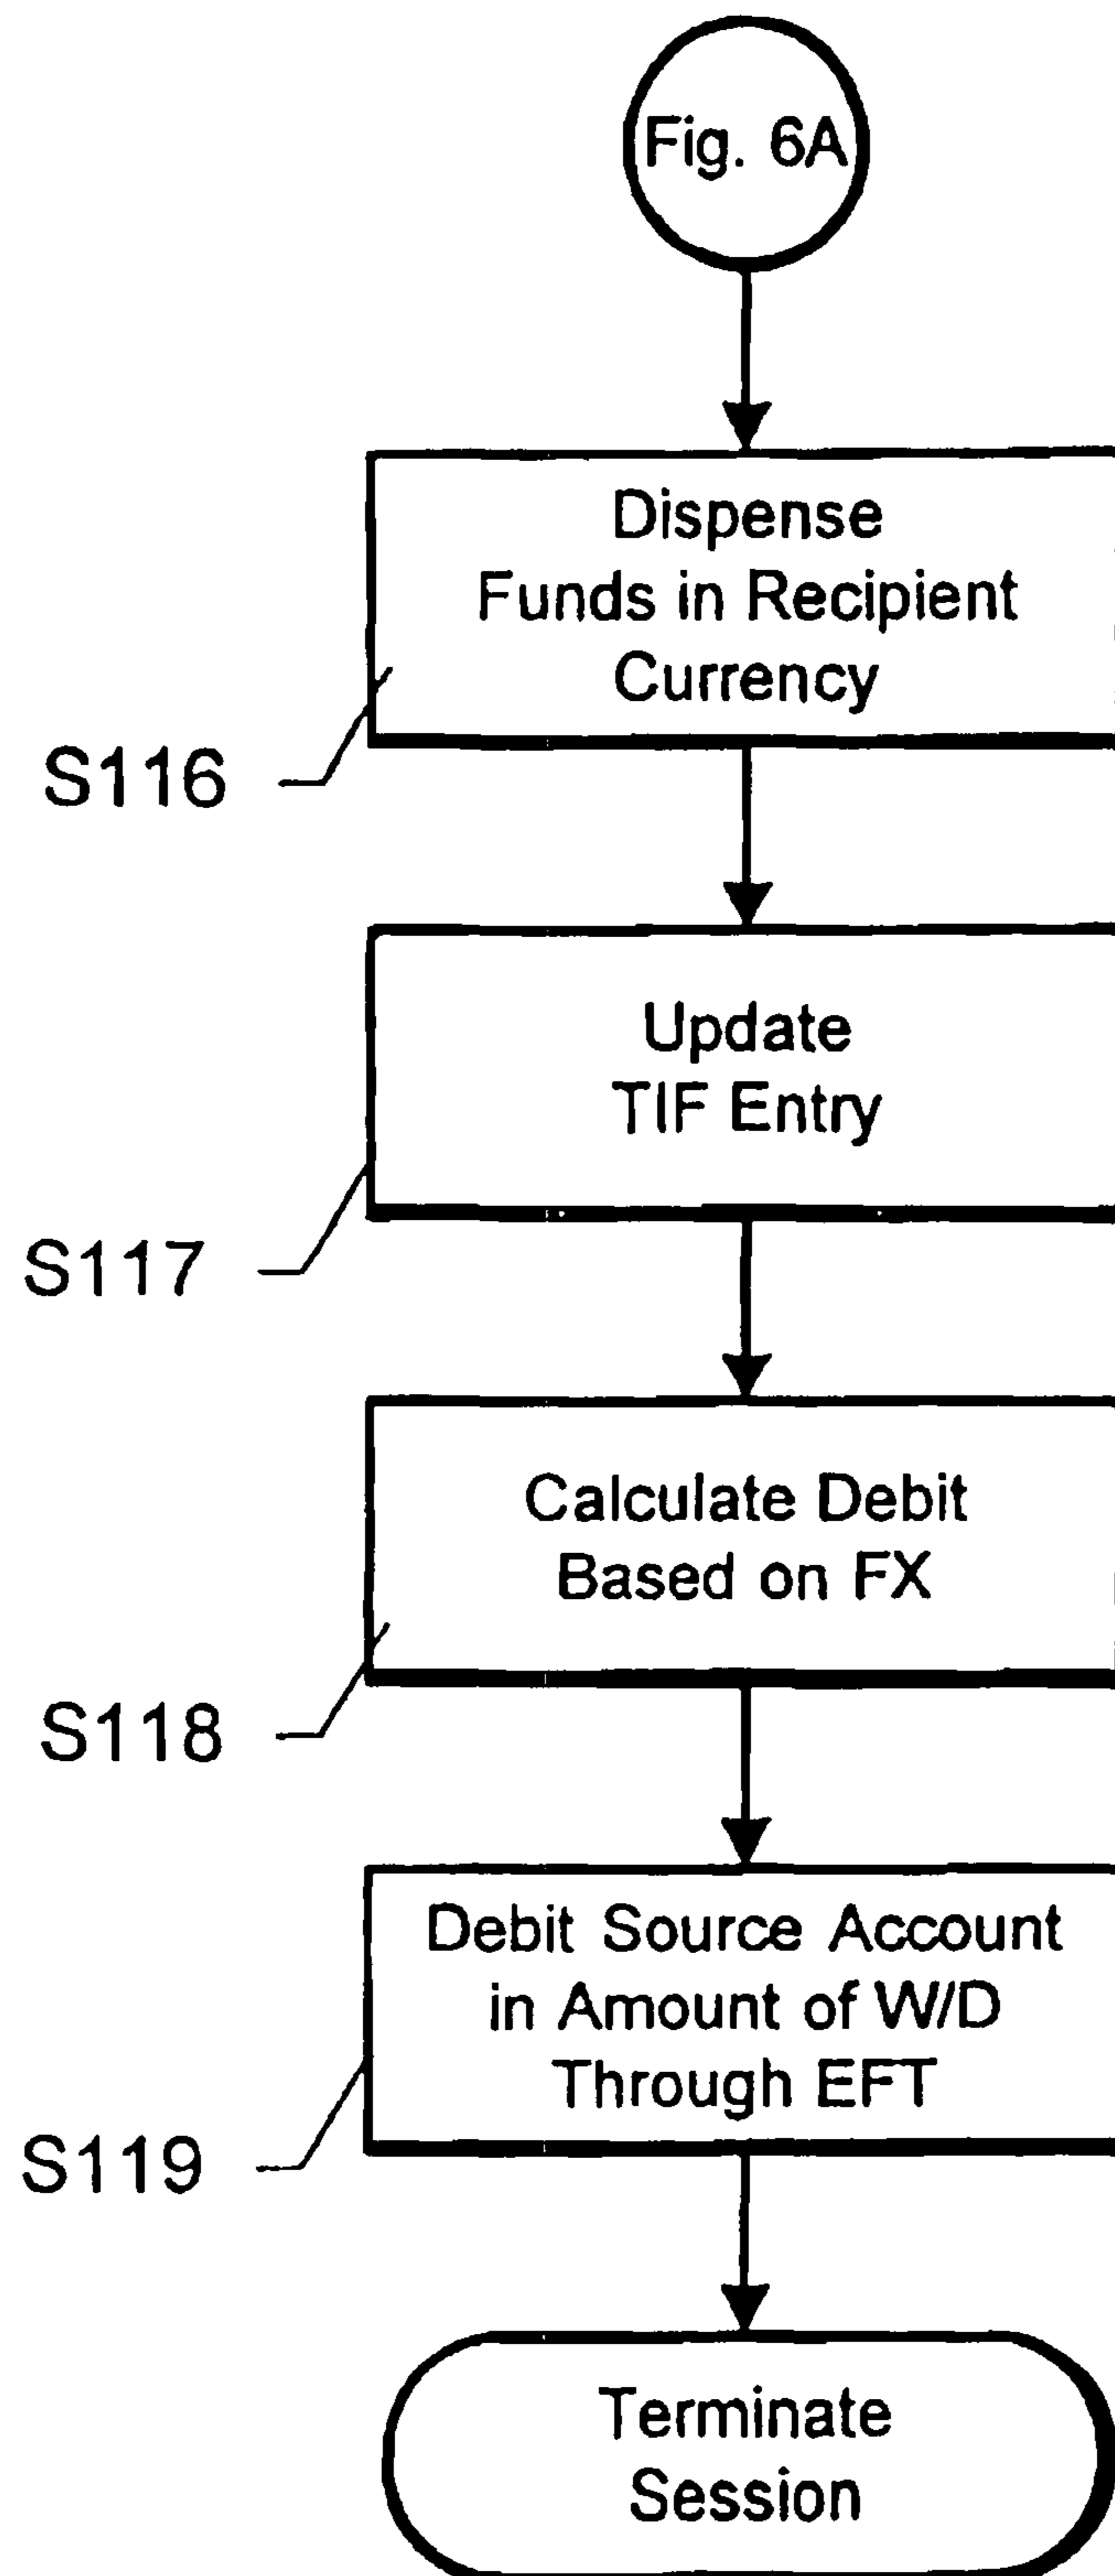 Fig. 6A
Dispense
Funds in Recipient
Currency
S116
Update
TIF Entry
S117
Calculate Debit
Based on FX
S118
Debit Source Account
in Amount of W/D
Through EFT
S119
Terminate
Session